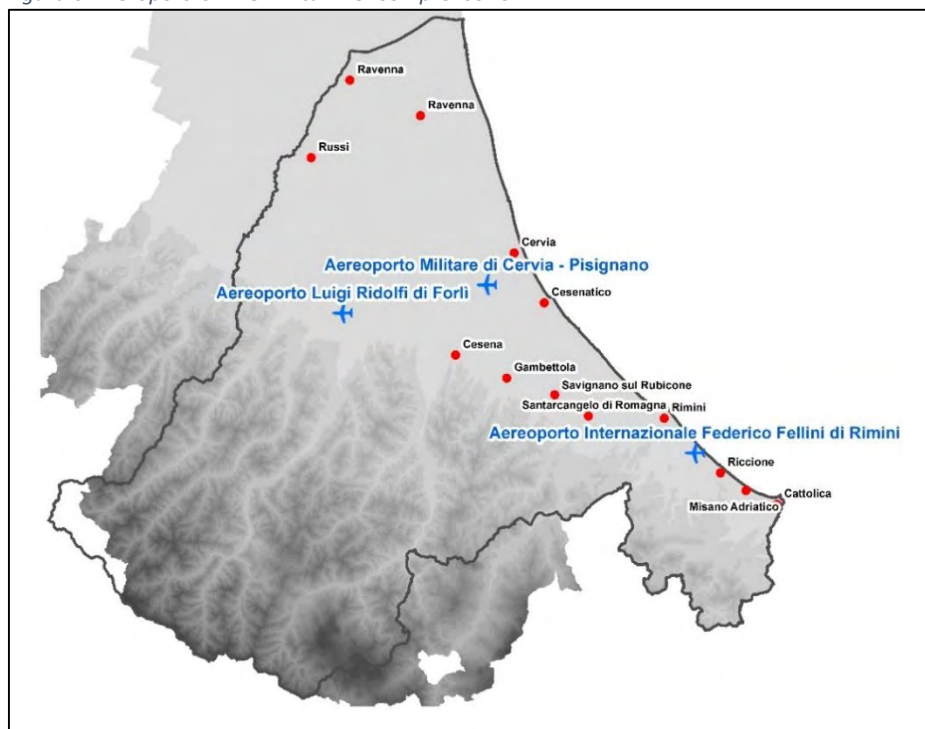 Ravenna
Ravenna
Russi
Cervia
Aereoporto Militare di Cervia - Pisignano
Aereoporto Luigi Ridolfi di Forlì
Cesenatico
Cesena
Gambettola
Savignano sul Rubicone
Santarcangelo di Romagna
Rimini
Aereoporto Internazionale Federico Fellini di Rimini
Riccione
Cattolica
Misano Adriatico